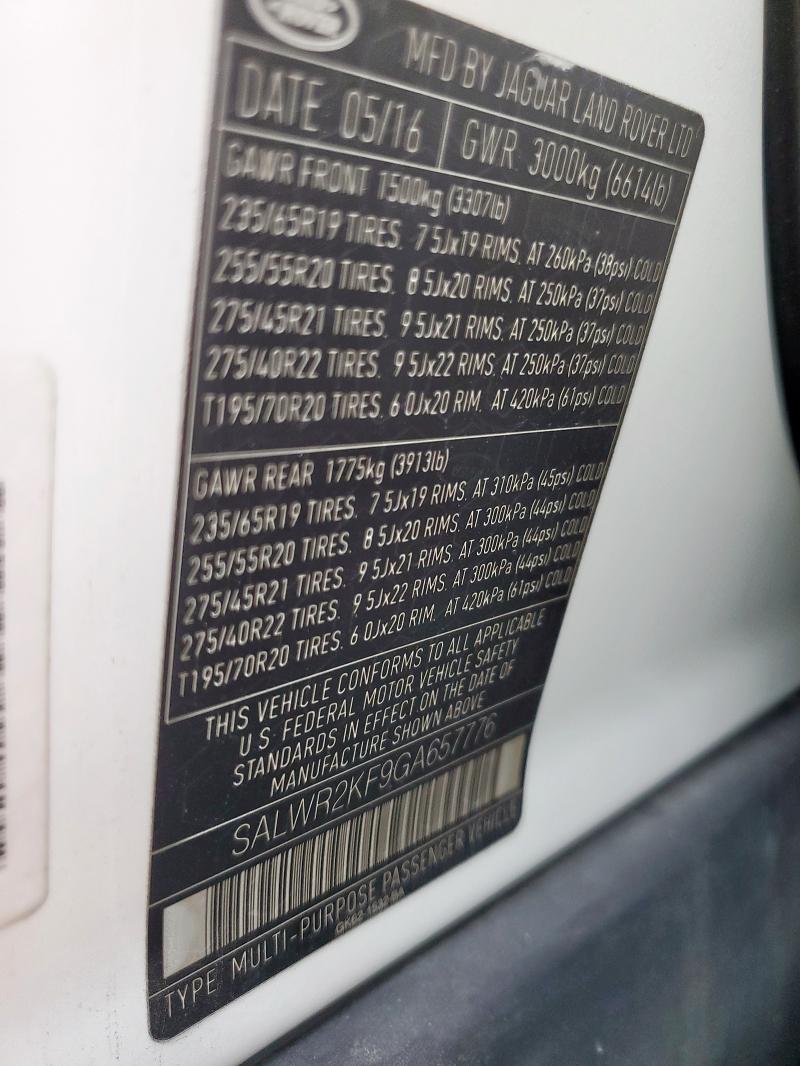 MFD BY JAGUAR LAND ROVER LTD
DATE 05/16 GWR 3000kg (6614lb)
GAWR FRONT 1500kg (3307lb)
235/65R19 TIRES. 7 5Jx19 RIMS. AT 260kPa (38psi) COLD
255/55R20 TIRES. 8 5Jx20 RIMS. AT 250kPa (37psi) COLD
275/45R21 TIRES. 9 5Jx21 RIMS. AT 250kPa (37psi) COLD
275/40R22 TIRES. 9 5Jx22 RIMS. AT 250kPa (37psi) COLD
T195/70R20 TIRES. 6 0Jx20 RIM. AT 420kPa (61psi) COLD
GAWR REAR 1775kg (3913lb)
235/65R19 TIRES. 7 5Jx19 RIMS. AT 310kPa (45psi) COLD
255/55R20 TIRES. 8 5Jx20 RIMS. AT 300kPa (44psi) COLD
275/45R21 TIRES. 9 5Jx21 RIMS. AT 300kPa (44psi) COLD
275/40R22 TIRES. 9 5Jx22 RIMS. AT 300kPa (44psi) COLD
T195/70R20 TIRES. 6 0Jx20 RIM. AT 420kPa (61psi) COLD
THIS VEHICLE CONFORMS TO ALL APPLICABLE
U S FEDERAL MOTOR VEHICLE SAFETY
STANDARDS IN EFFECT ON THE DATE OF
MANUFACTURE SHOWN ABOVE
SALWR2KF9GA657776
TYPE MULTI-PURPOSE PASSENGER VEHICLE